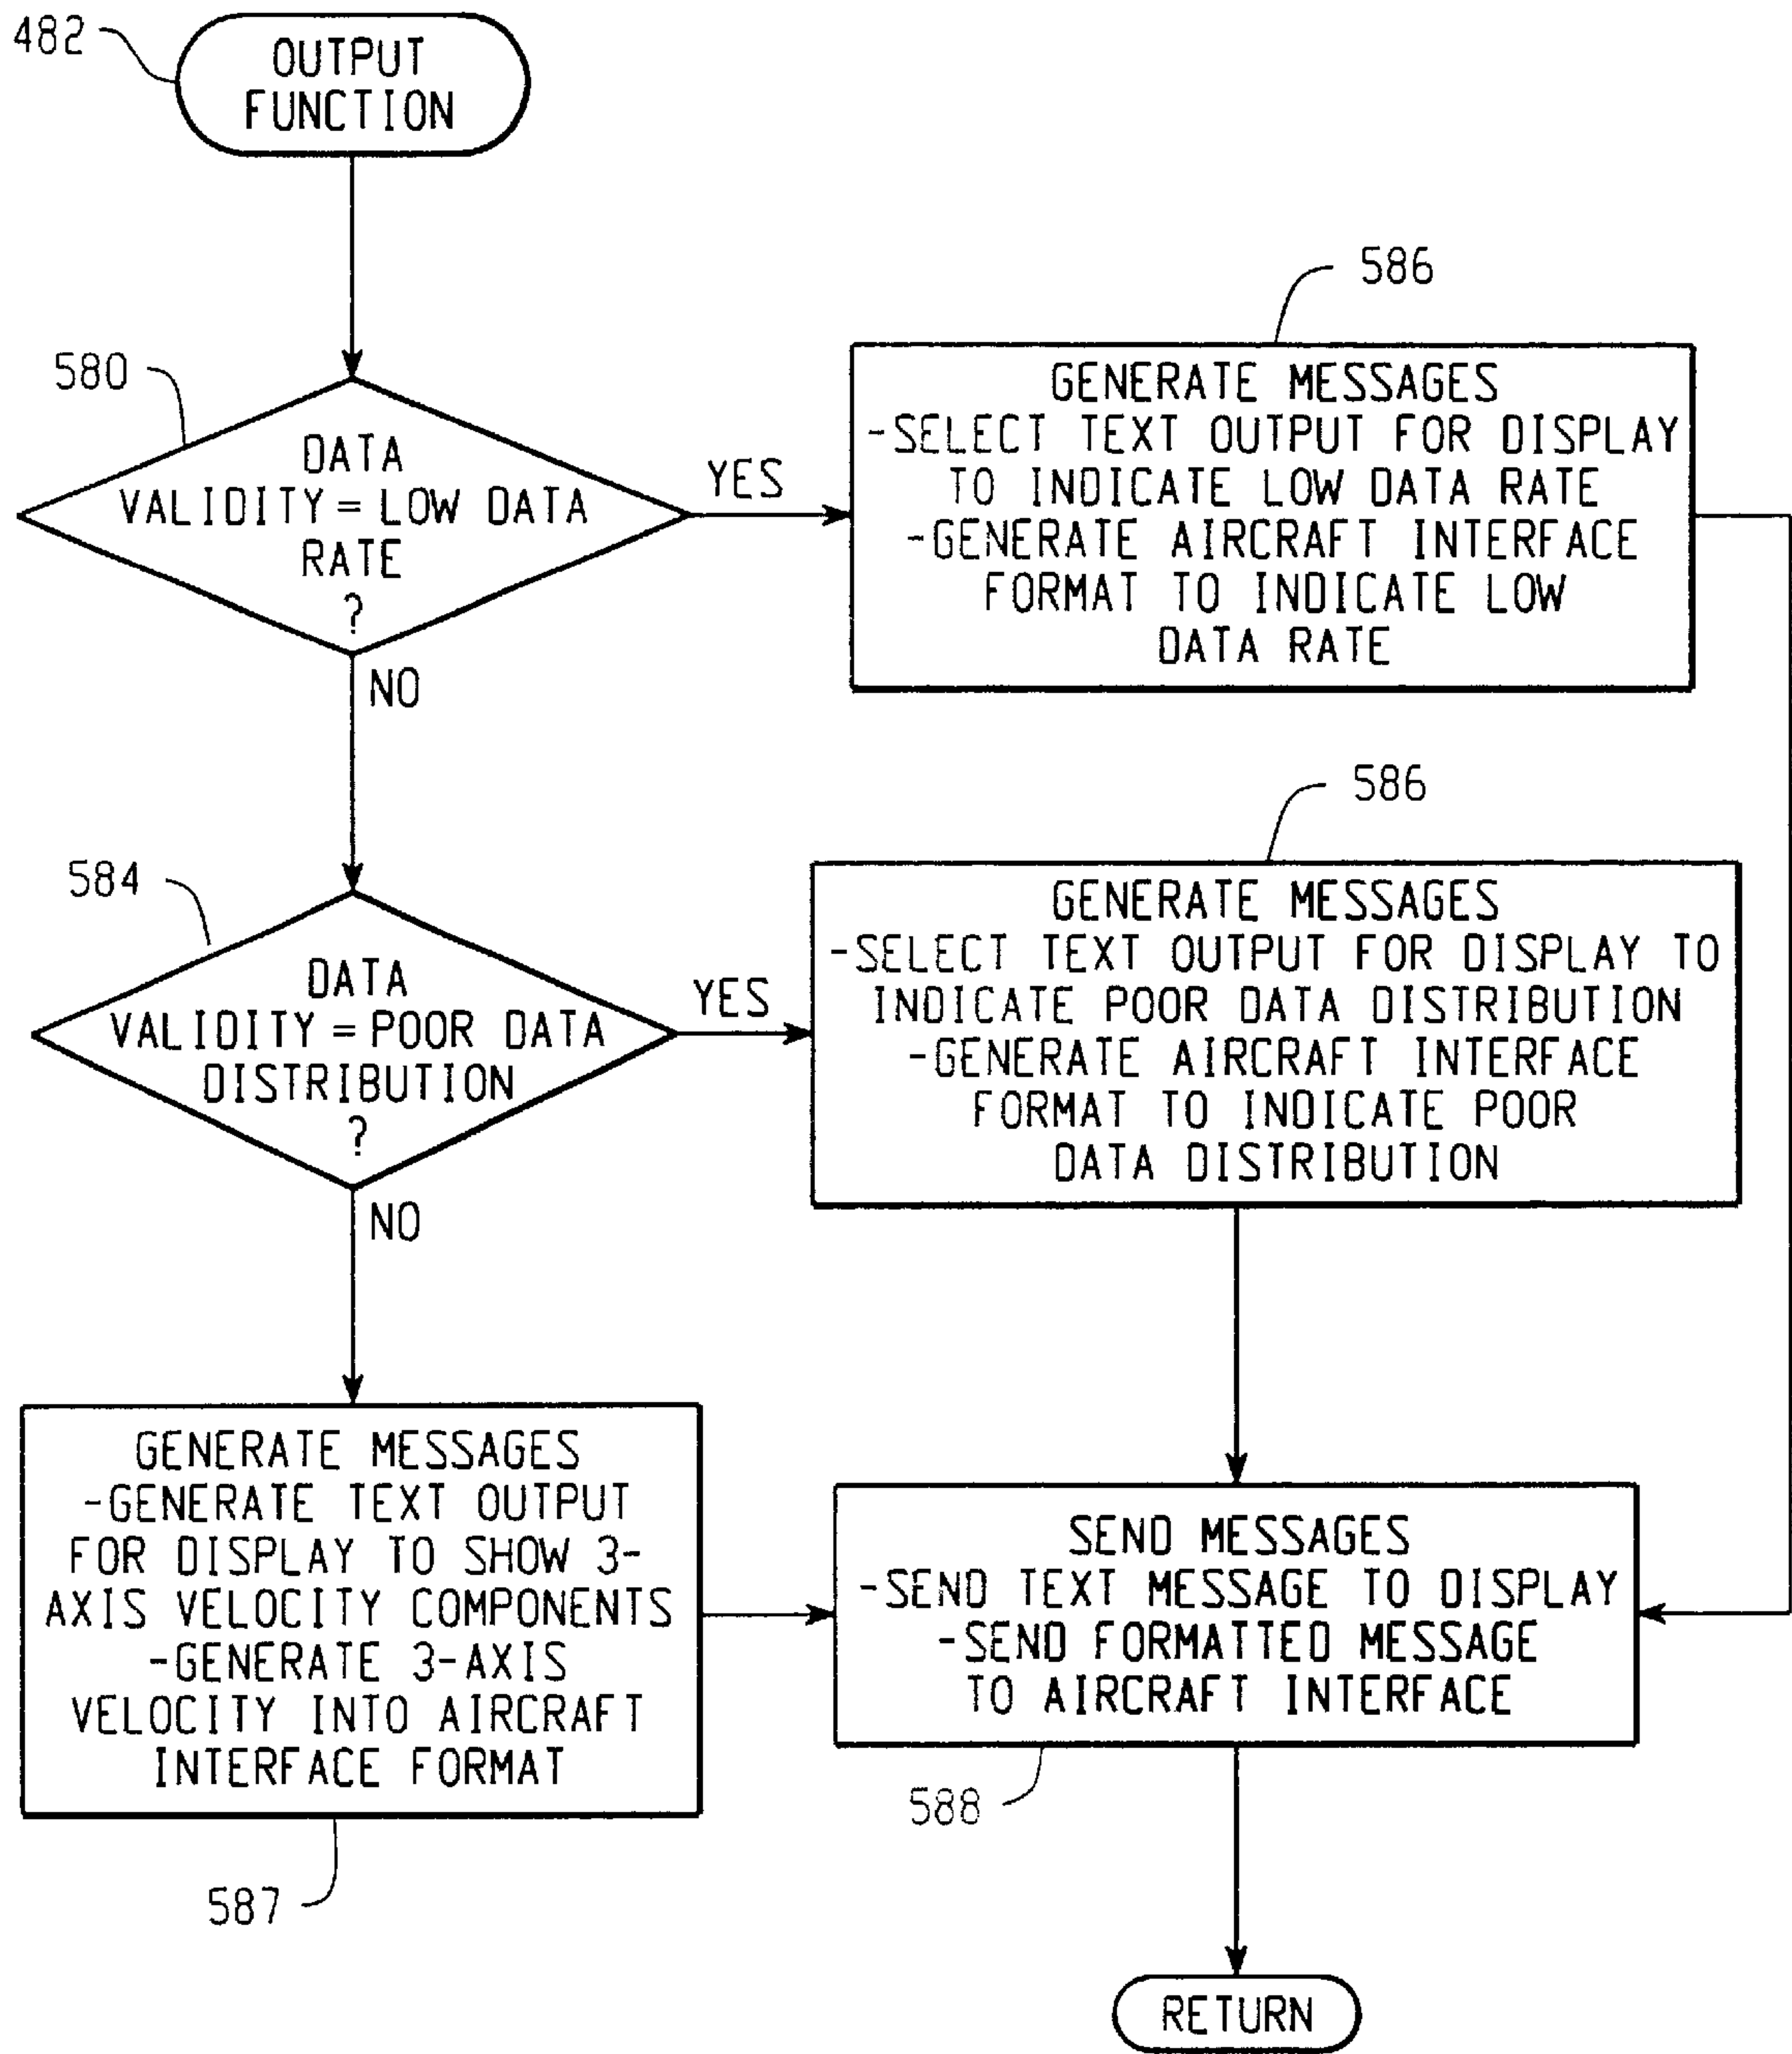 482
OUTPUT
FUNCTION
580
DATA
VALIDITY = LOW DATA
RATE
?
YES
NO
586
GENERATE MESSAGES
-SELECT TEXT OUTPUT FOR DISPLAY
TO INDICATE LOW DATA RATE
-GENERATE AIRCRAFT INTERFACE
FORMAT TO INDICATE LOW
DATA RATE
584
DATA
VALIDITY = POOR DATA
DISTRIBUTION
?
YES
NO
586
GENERATE MESSAGES
-SELECT TEXT OUTPUT FOR DISPLAY TO
INDICATE POOR DATA DISTRIBUTION
-GENERATE AIRCRAFT INTERFACE
FORMAT TO INDICATE POOR
DATA DISTRIBUTION
GENERATE MESSAGES
-GENERATE TEXT OUTPUT
FOR DISPLAY TO SHOW 3-
AXIS VELOCITY COMPONENTS
-GENERATE 3-AXIS
VELOCITY INTO AIRCRAFT
INTERFACE FORMAT
587
SEND MESSAGES
-SEND TEXT MESSAGE TO DISPLAY
-SEND FORMATTED MESSAGE
TO AIRCRAFT INTERFACE
588
RETURN